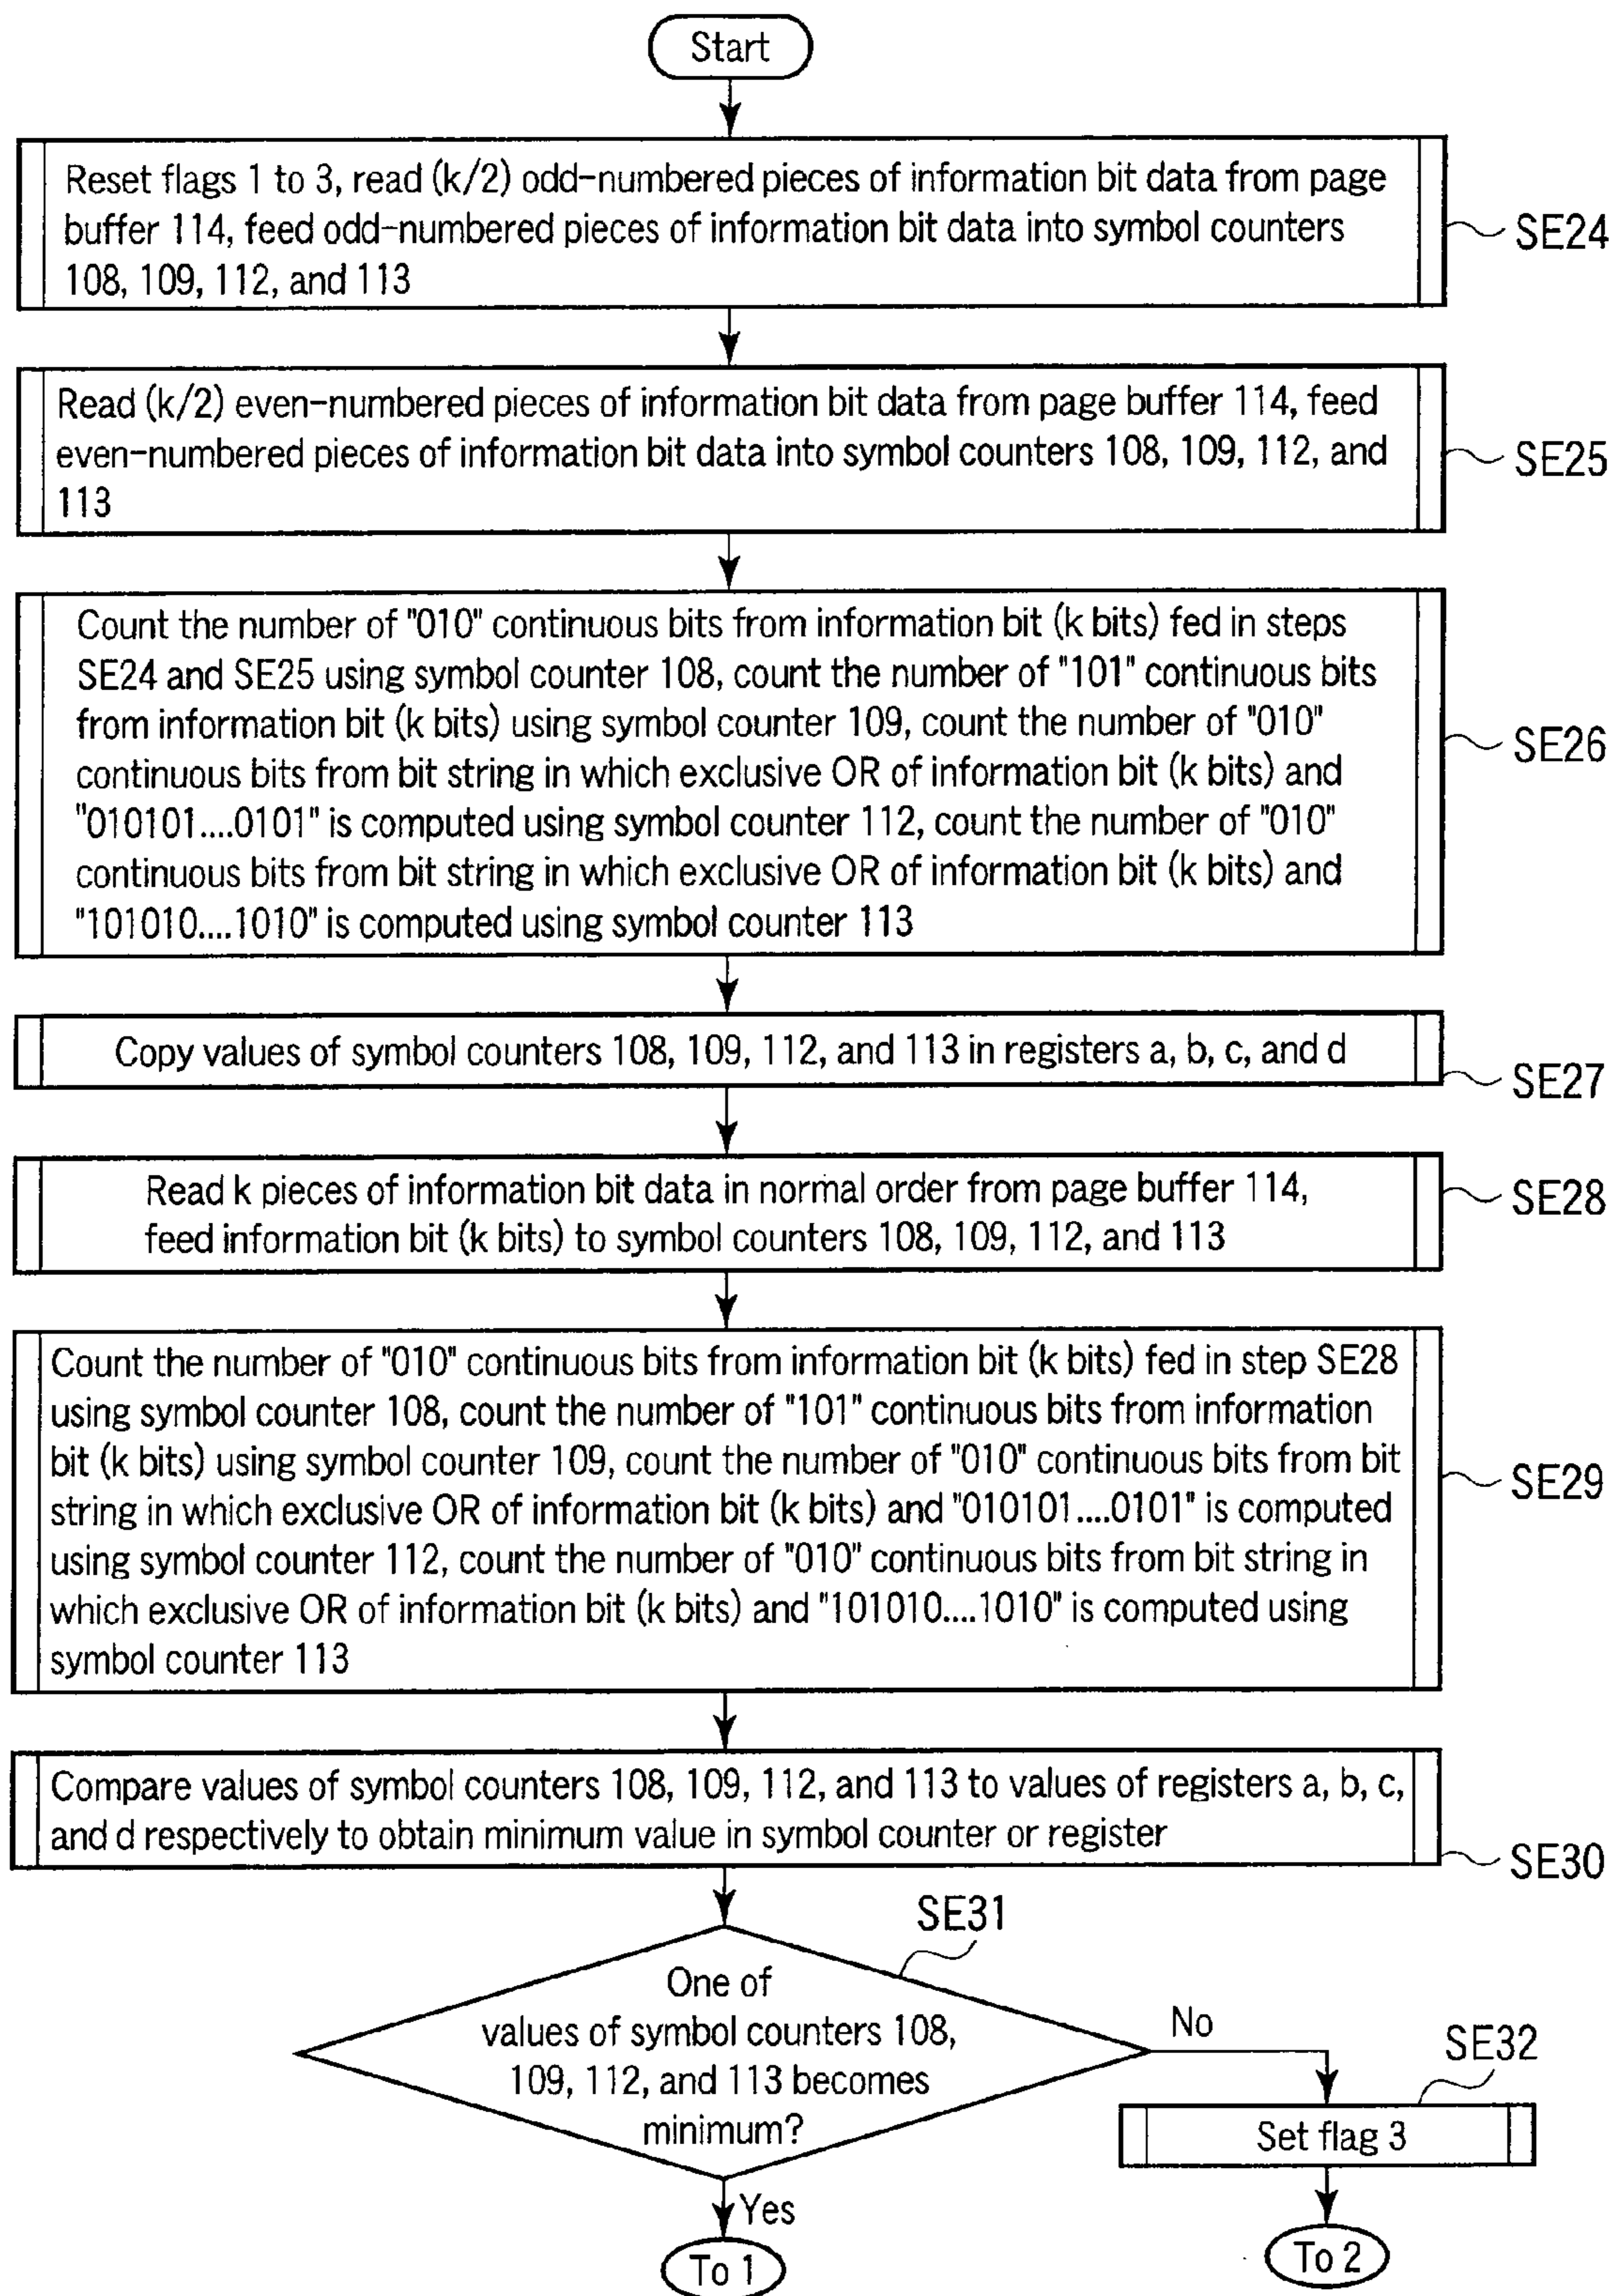 Start
Reset flags 1 to 3, read (k/2) odd-numbered pieces of information bit data from page
buffer 114, feed odd-numbered pieces of information bit data into symbol counters
108, 109, 112, and 113
SE24
Read (k/2) even-numbered pieces of information bit data from page buffer 114, feed
even-numbered pieces of information bit data into symbol counters 108, 109, 112, and
113
SE25
Count the number of "010" continuous bits from information bit (k bits) fed in steps
SE24 and SE25 using symbol counter 108, count the number of "101" continuous bits
from information bit (k bits) using symbol counter 109, count the number of "010"
continuous bits from bit string in which exclusive OR of information bit (k bits) and
"010101....0101" is computed using symbol counter 112, count the number of "010"
continuous bits from bit string in which exclusive OR of information bit (k bits) and
"101010....1010" is computed using symbol counter 113
SE26
Copy values of symbol counters 108, 109, 112, and 113 in registers a, b, c, and d
SE27
Read k pieces of information bit data in normal order from page buffer 114,
feed information bit (k bits) to symbol counters 108, 109, 112, and 113
SE28
Count the number of "010" continuous bits from information bit (k bits) fed in step SE28
using symbol counter 108, count the number of "101" continuous bits from information
bit (k bits) using symbol counter 109, count the number of "010" continuous bits from bit
string in which exclusive OR of information bit (k bits) and "010101....0101" is computed
using symbol counter 112, count the number of "010" continuous bits from bit string in
which exclusive OR of information bit (k bits) and "101010....1010" is computed using
symbol counter 113
SE29
Compare values of symbol counters 108, 109, 112, and 113 to values of registers a, b, c,
and d respectively to obtain minimum value in symbol counter or register
SE30
SE31
One of
values of symbol counters 108,
109, 112, and 113 becomes
minimum?
No
SE32
Set flag 3
Yes
To 1
To 2